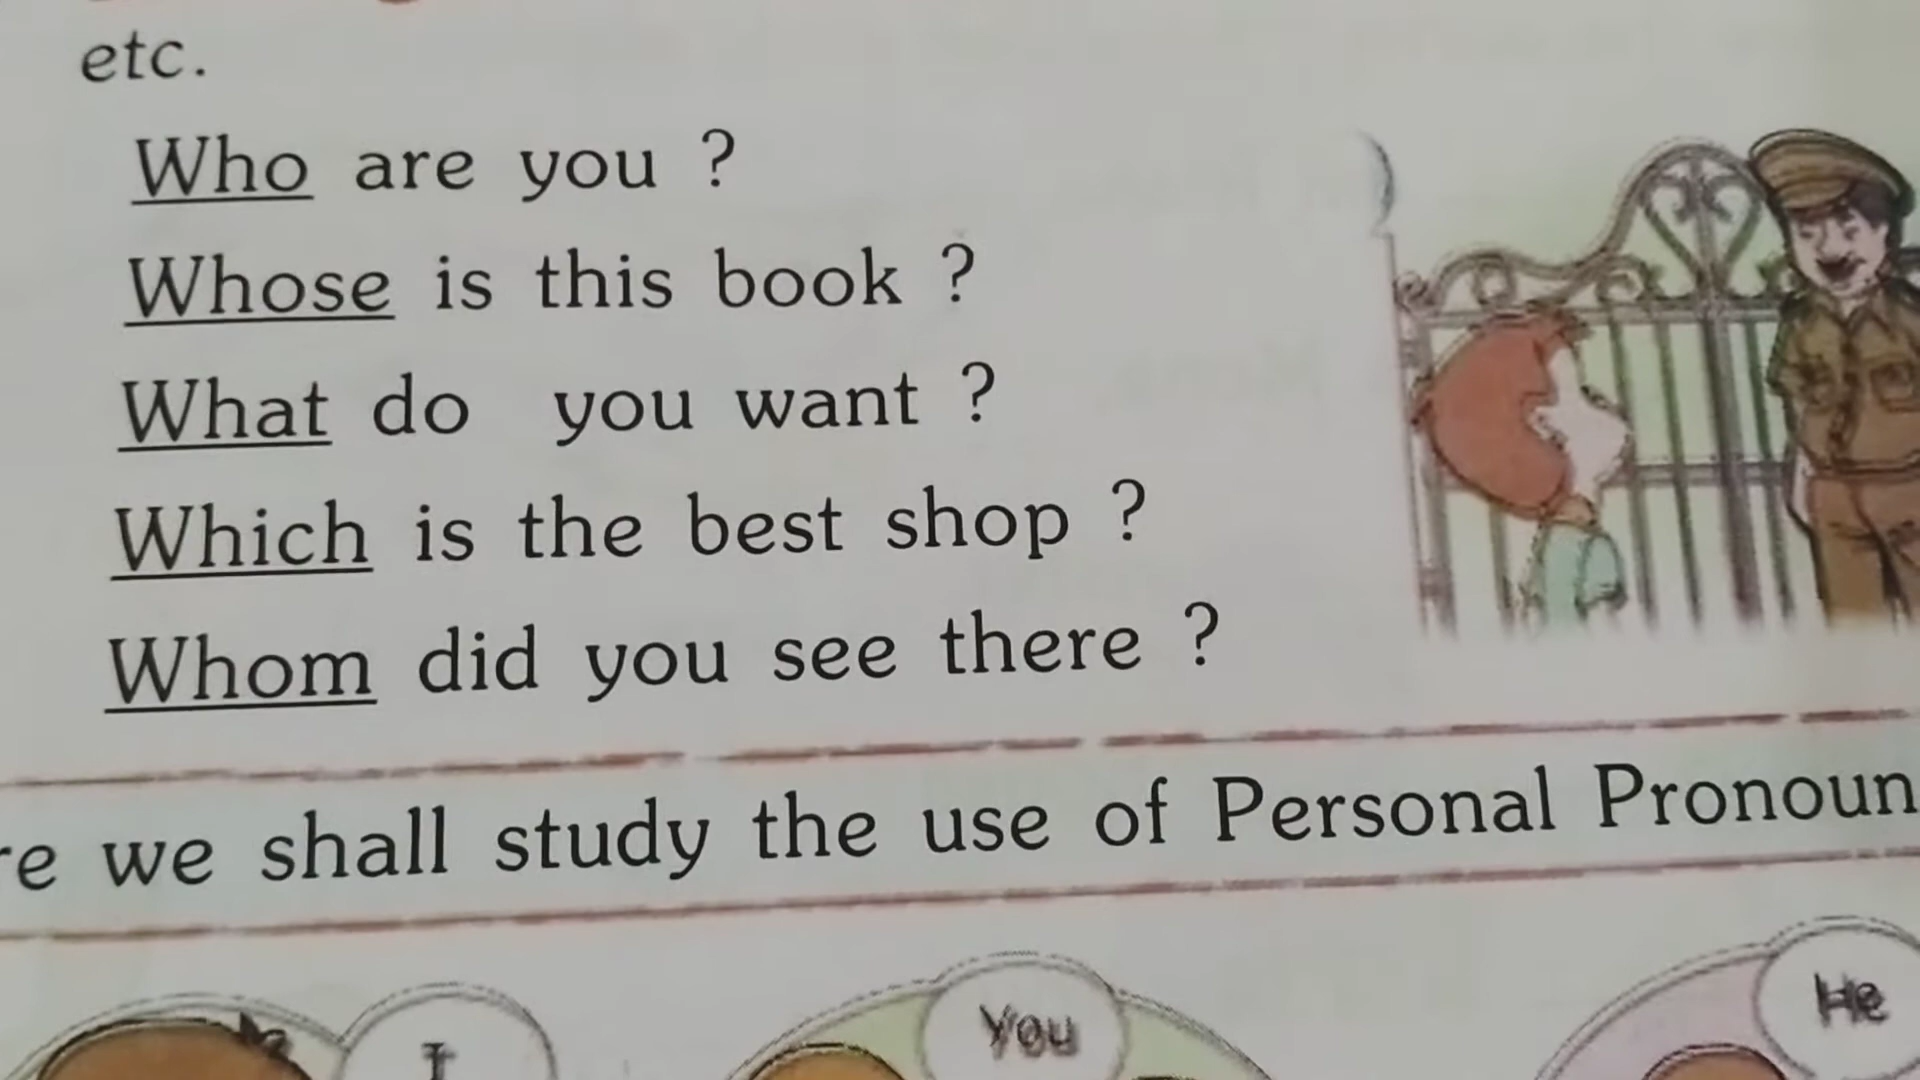 etc.
Who are you ?
Whose is this book ?
What do you want ?
Which is the best shop ?
Whom did you see there ?
re we shall study the use of Personal Pronoun
I
You
He